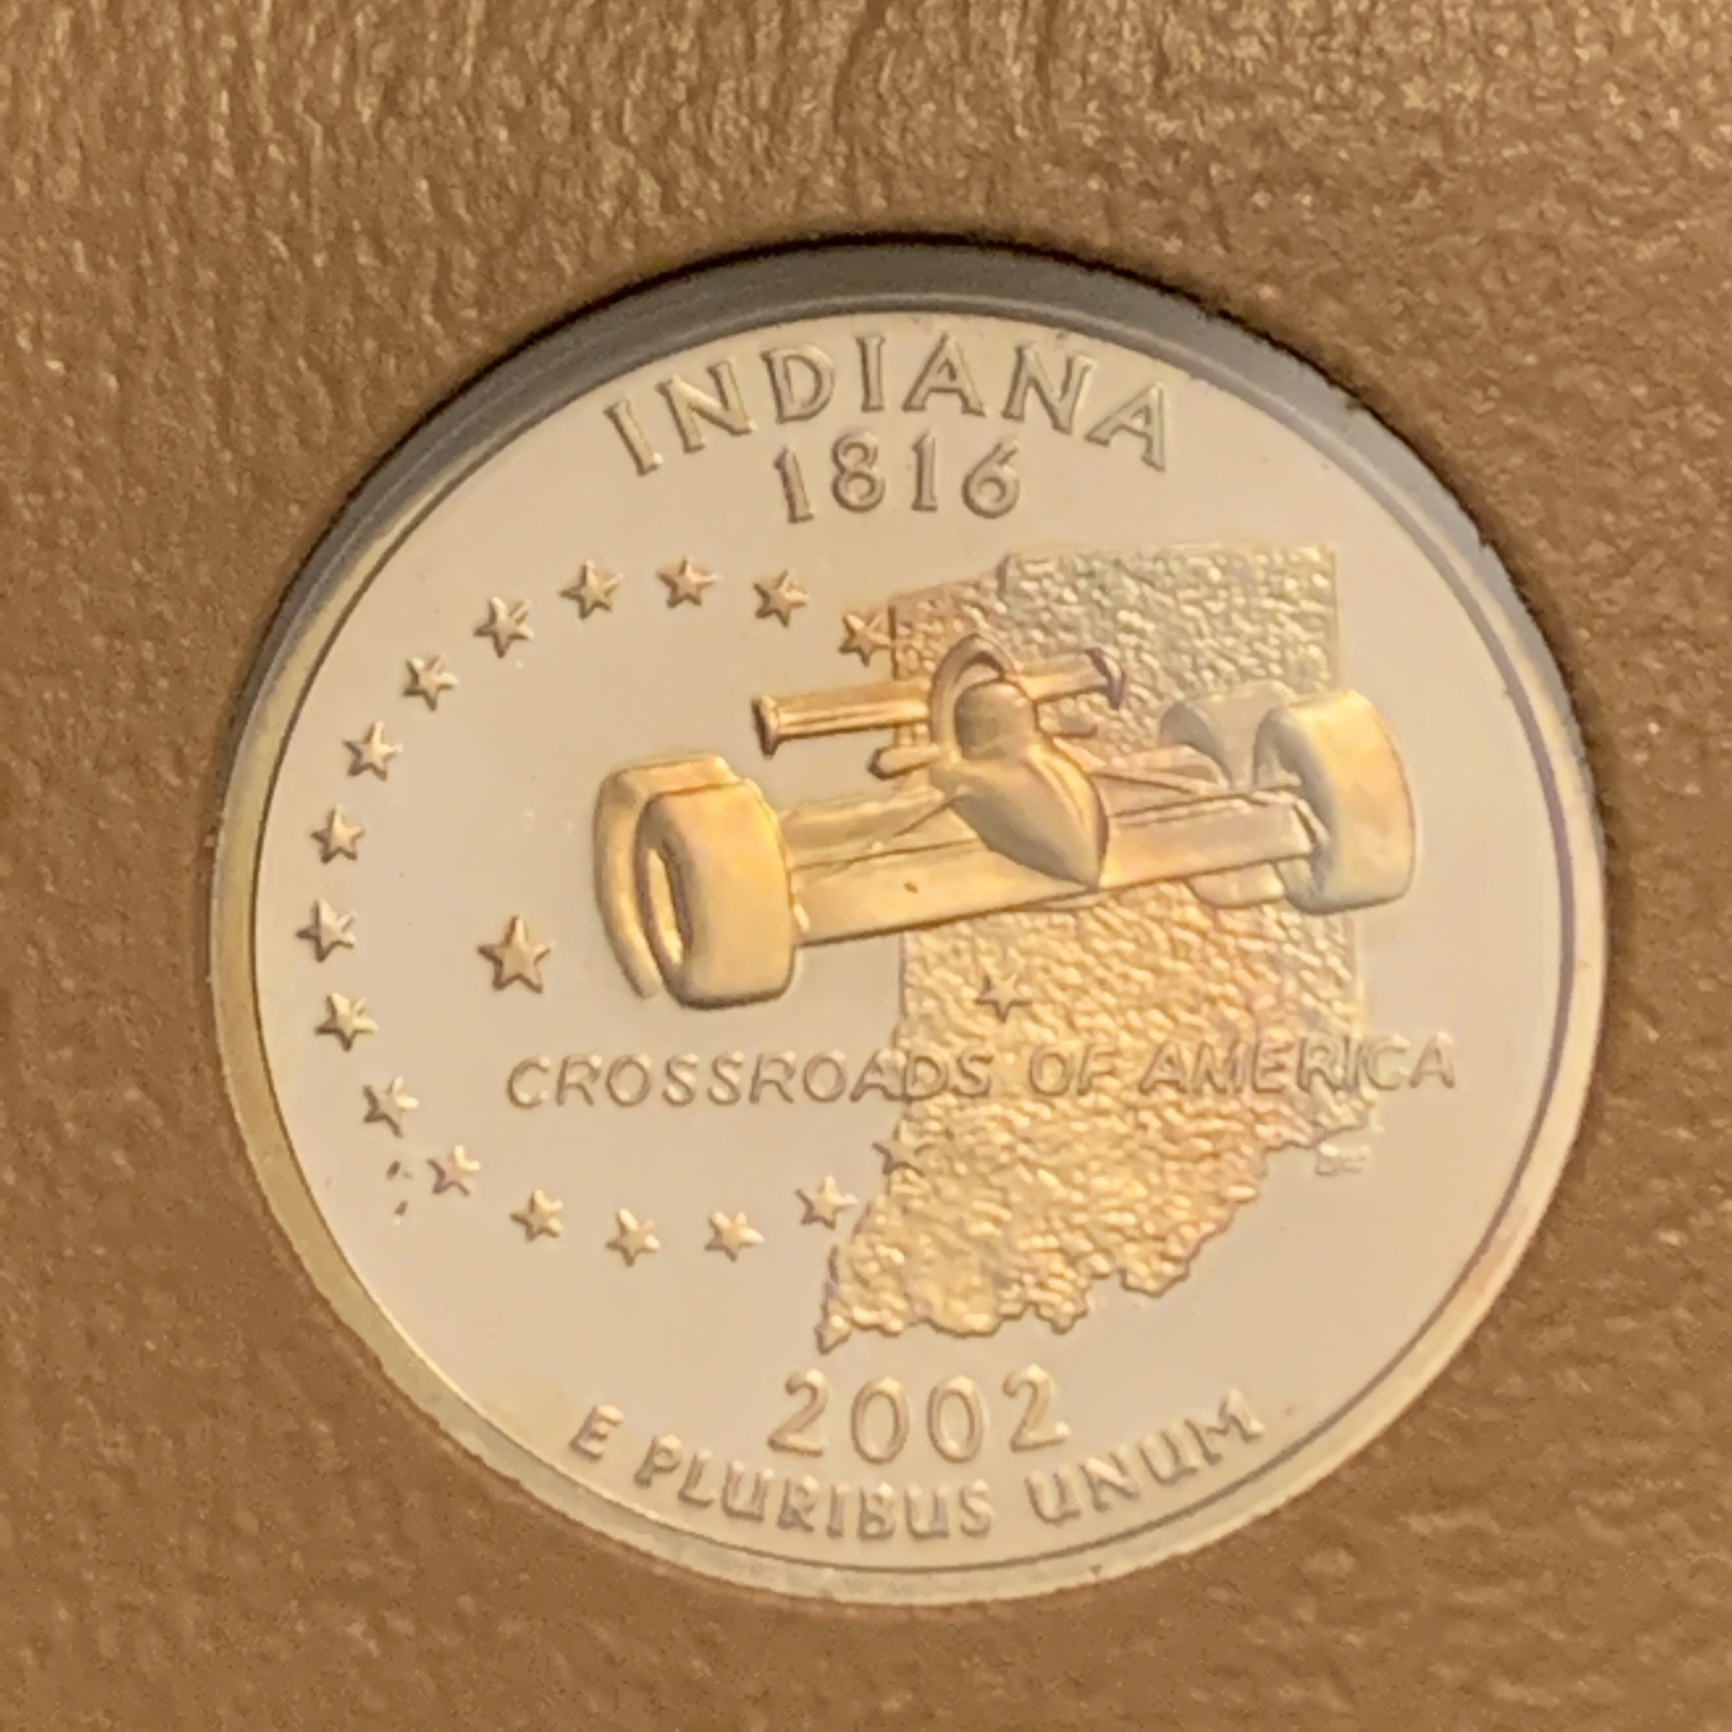 INDIANA
1816
CROSSROADS OF AMERICA
2002
E PLURIBUS UNUM